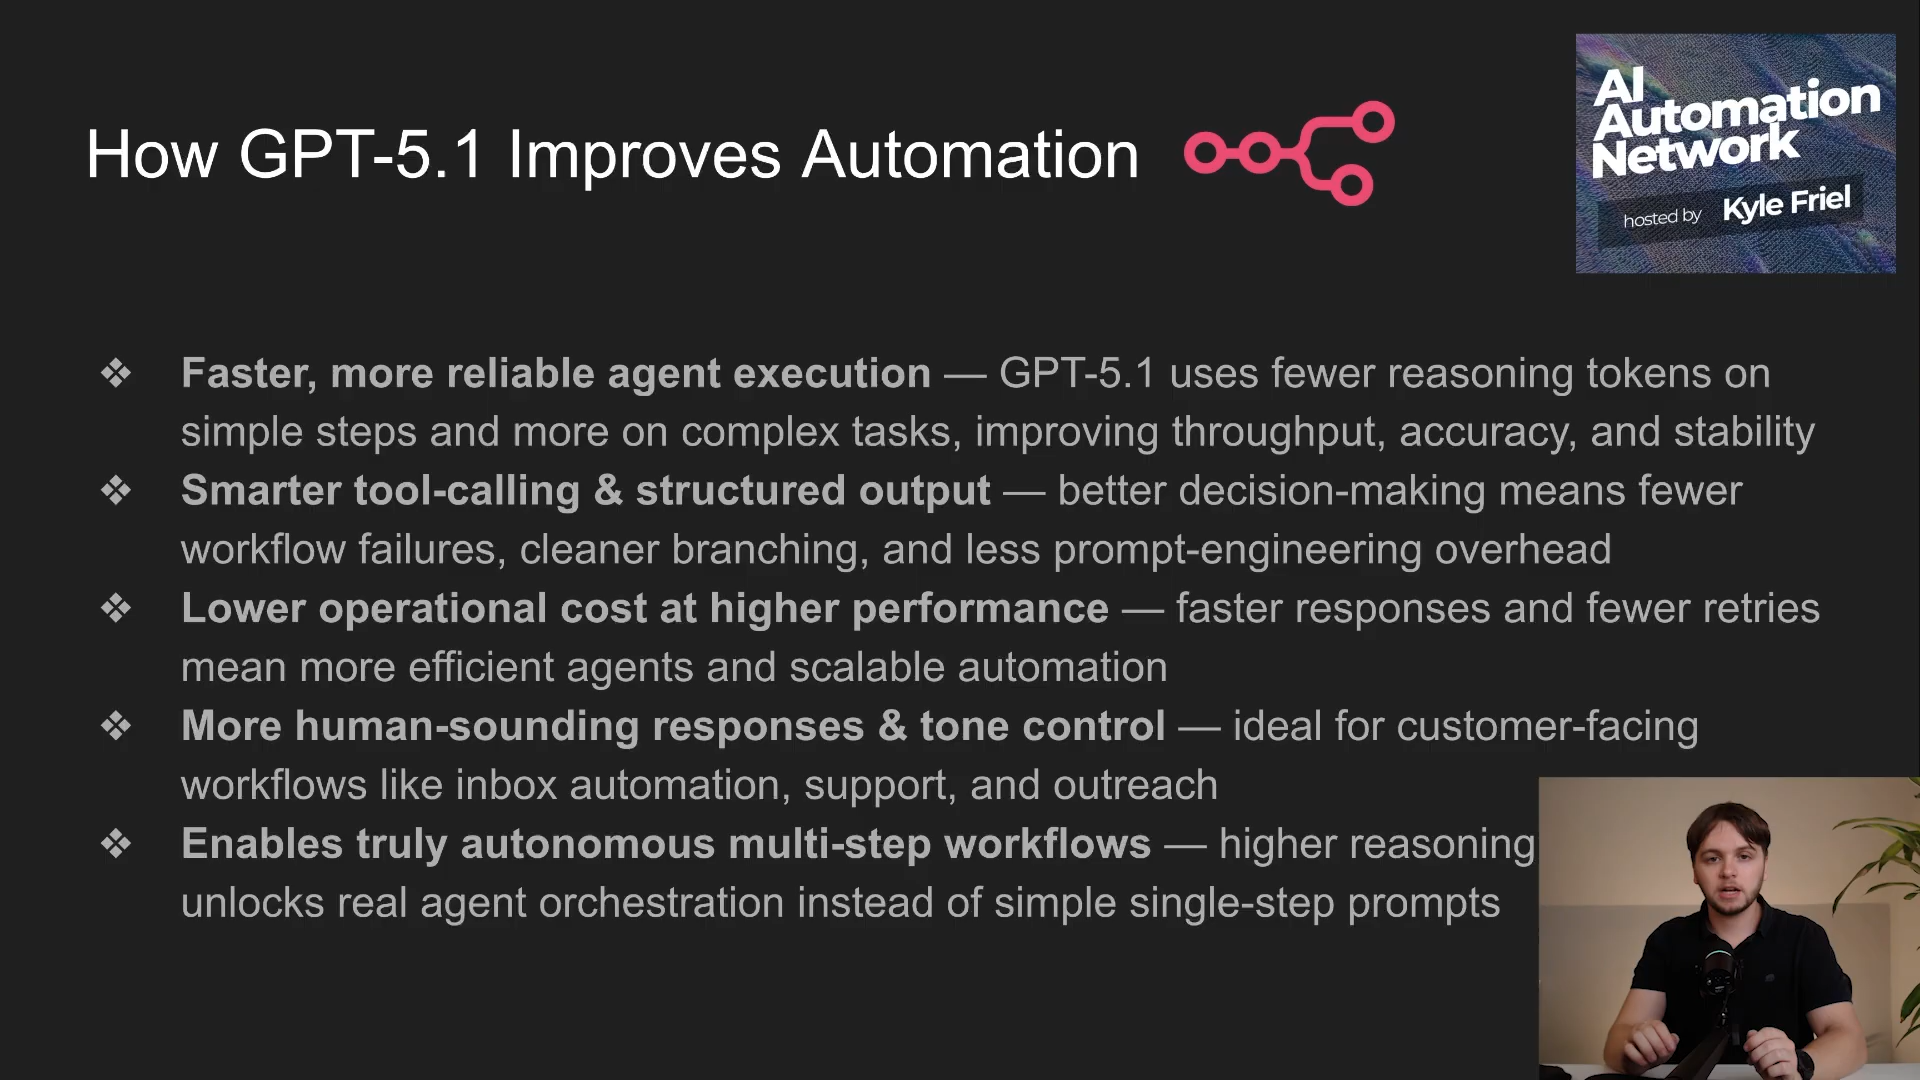 How GPT-5.1 Improves Automation
AI
Automation
Network
hosted by Kyle Friel
❖ Faster, more reliable agent execution — GPT-5.1 uses fewer reasoning tokens on
simple steps and more on complex tasks, improving throughput, accuracy, and stability
❖ Smarter tool-calling & structured output — better decision-making means fewer
workflow failures, cleaner branching, and less prompt-engineering overhead
❖ Lower operational cost at higher performance — faster responses and fewer retries
mean more efficient agents and scalable automation
❖ More human-sounding responses & tone control — ideal for customer-facing
workflows like inbox automation, support, and outreach
❖ Enables truly autonomous multi-step workflows — higher reasoning
unlocks real agent orchestration instead of simple single-step prompts